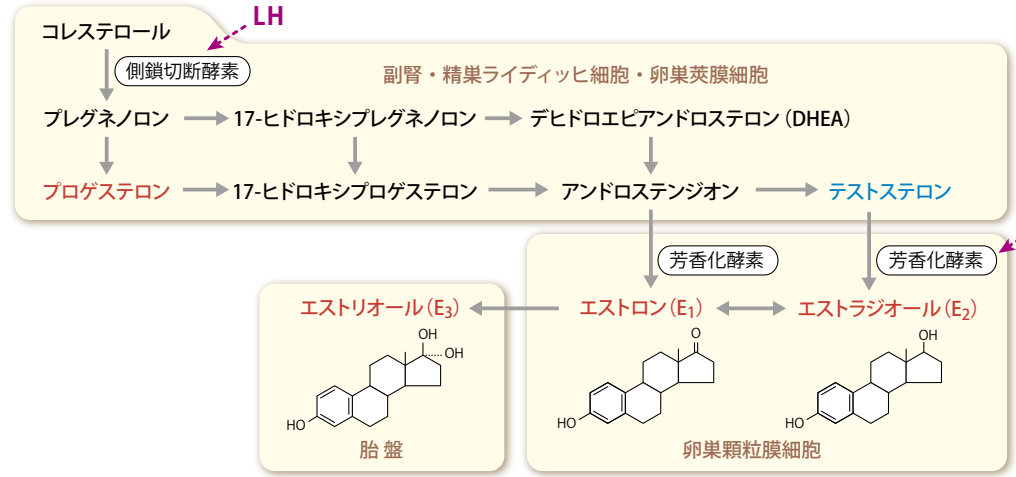 LH
コレステロール
側鎖切断酵素
副腎・精巣ライディッヒ細胞・卵巣莢膜細胞
プレグネノロン
17-ヒドロキシプレグネノロン
デヒドロエピアンドロステロン(DHEA)
プロゲステロン
17-ヒドロキシプロゲステロン
アンドロステンジオン
テストステロン
芳香化酵素
芳香化酵素
エストリオール(E3)
エストロン(E1)
エストラジオール(E2)
OH
OH
HO
O
HO
OH
HO
胎盤
卵巣顆粒膜細胞